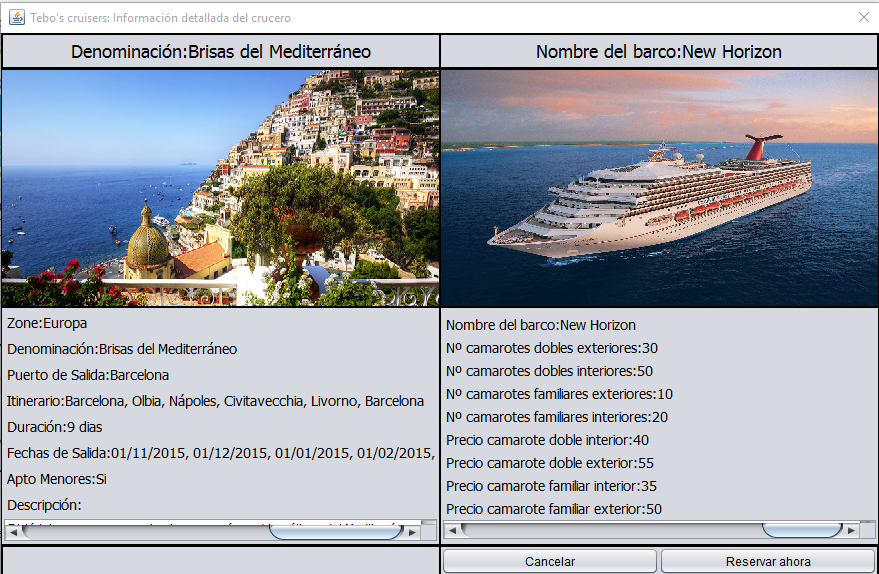 Tebo's cruisers: Información detallada del crucero
Denominación:Brisas del Mediterráneo
Nombre del barco:New Horizon
Zone:Europa
Denominación:Brisas del Mediterráneo
Puerto de Salida:Barcelona
Itinerario:Barcelona, Olbia, Nápoles, Civitavecchia, Livorno, Barcelona
Duración:9 dias
Fechas de Salida:01/11/2015, 01/12/2015, 01/01/2015, 01/02/2015,
Apto Menores:Si
Descripción:
Nombre del barco:New Horizon
Nº camarotes dobles exteriores:30
Nº camarotes dobles interiores:50
Nº camarotes familiares exteriores:10
Nº camarotes familiares interiores:20
Precio camarote doble interior:40
Precio camarote doble exterior:55
Precio camarote familiar interior:35
Precio camarote familiar exterior:50
Cancelar
Reservar ahora